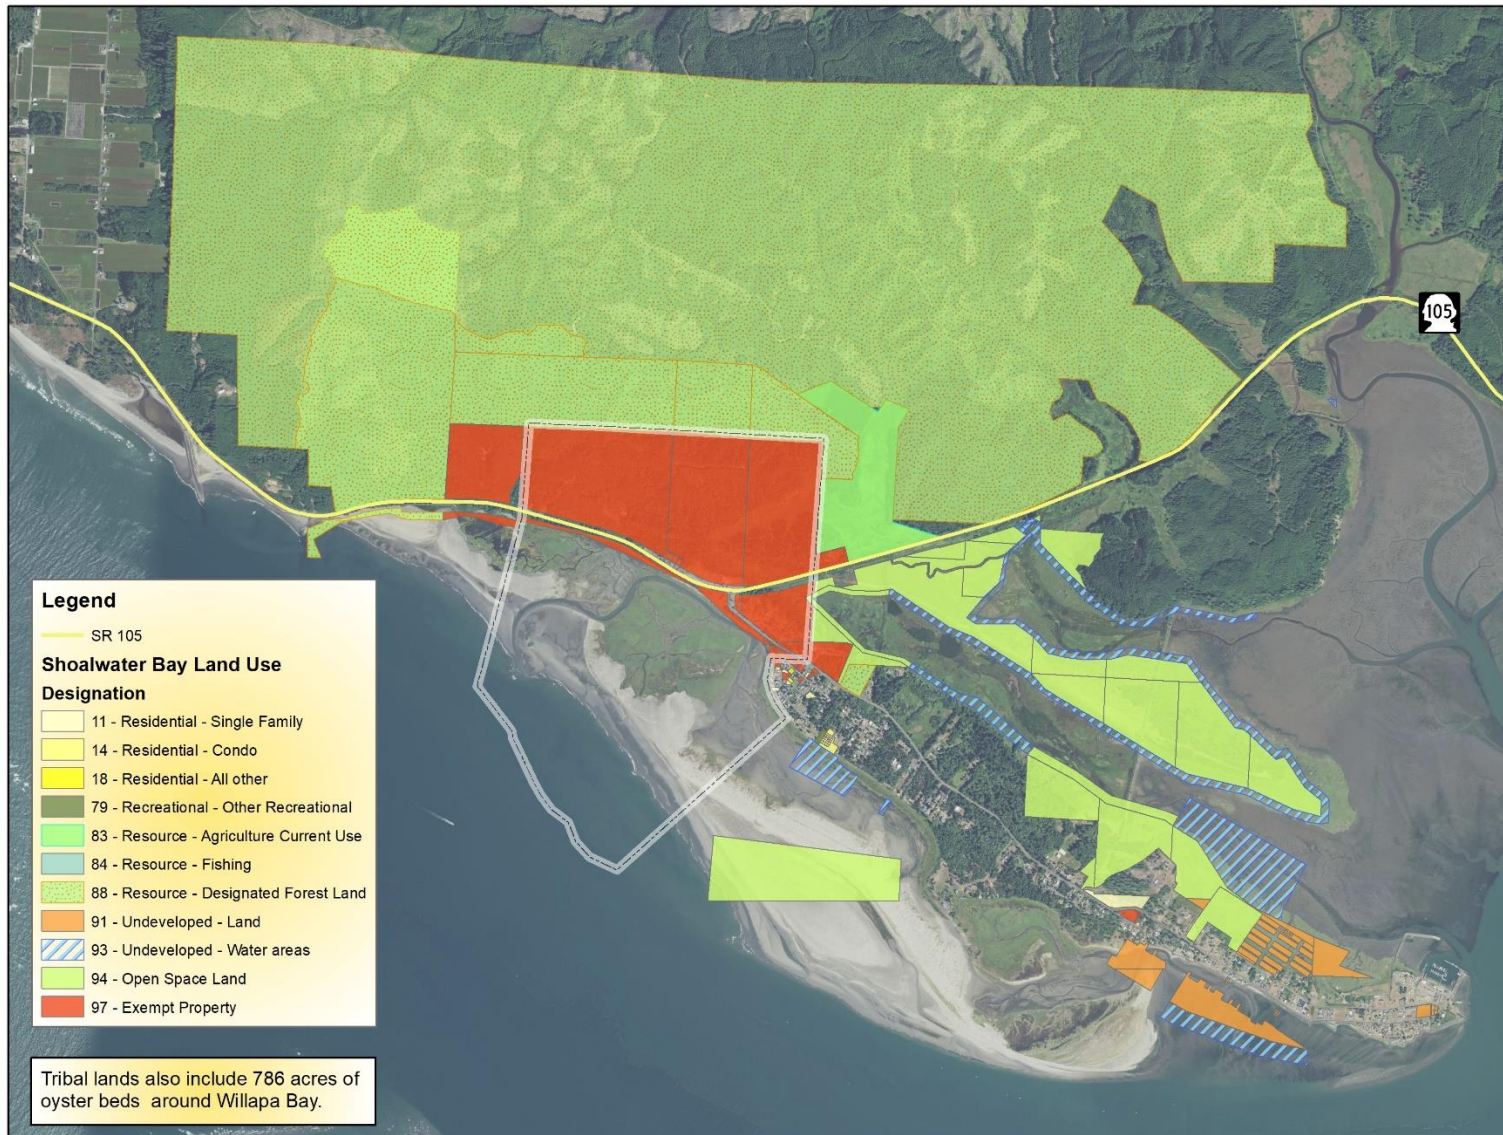 105
Legend
SR 105
Shoalwater Bay Land Use
Designation
11 - Residential - Single Family
14 - Residential - Condo
18 - Residential - All other
79 - Recreational - Other Recreational
83 - Resource - Agriculture Current Use
84 - Resource - Fishing
88 - Resource - Designated Forest Land
91 - Undeveloped - Land
93 - Undeveloped - Water areas
94 - Open Space Land
97 - Exempt Property
Tribal lands also include 786 acres of
oyster beds around Willapa Bay.